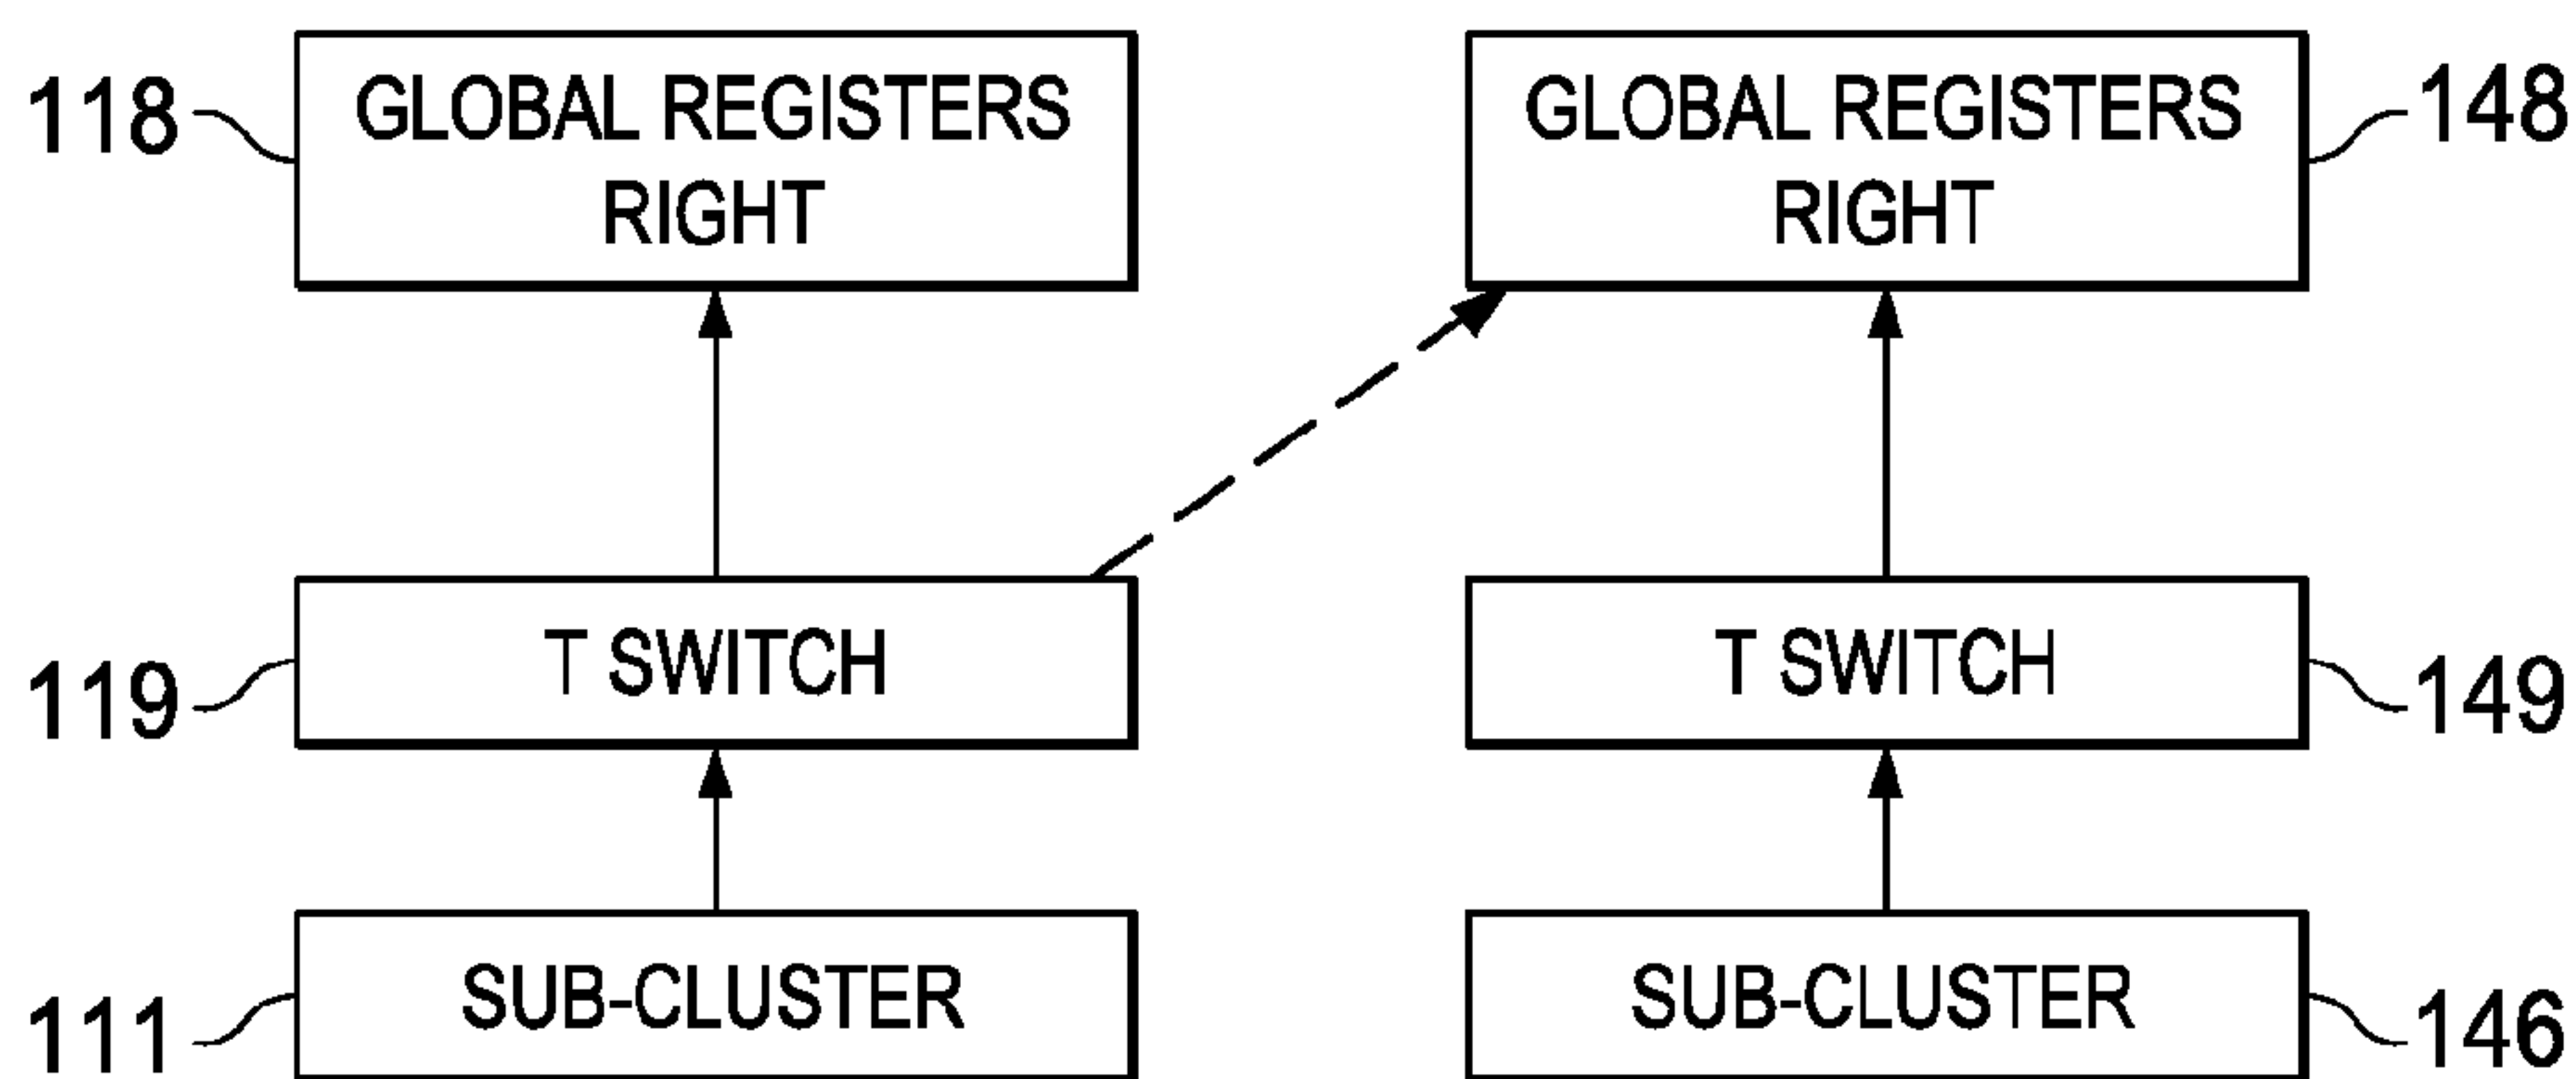 118
GLOBAL REGISTERS
RIGHT
GLOBAL REGISTERS
RIGHT
148
119
T SWITCH
T SWITCH
149
111
SUB-CLUSTER
SUB-CLUSTER
146